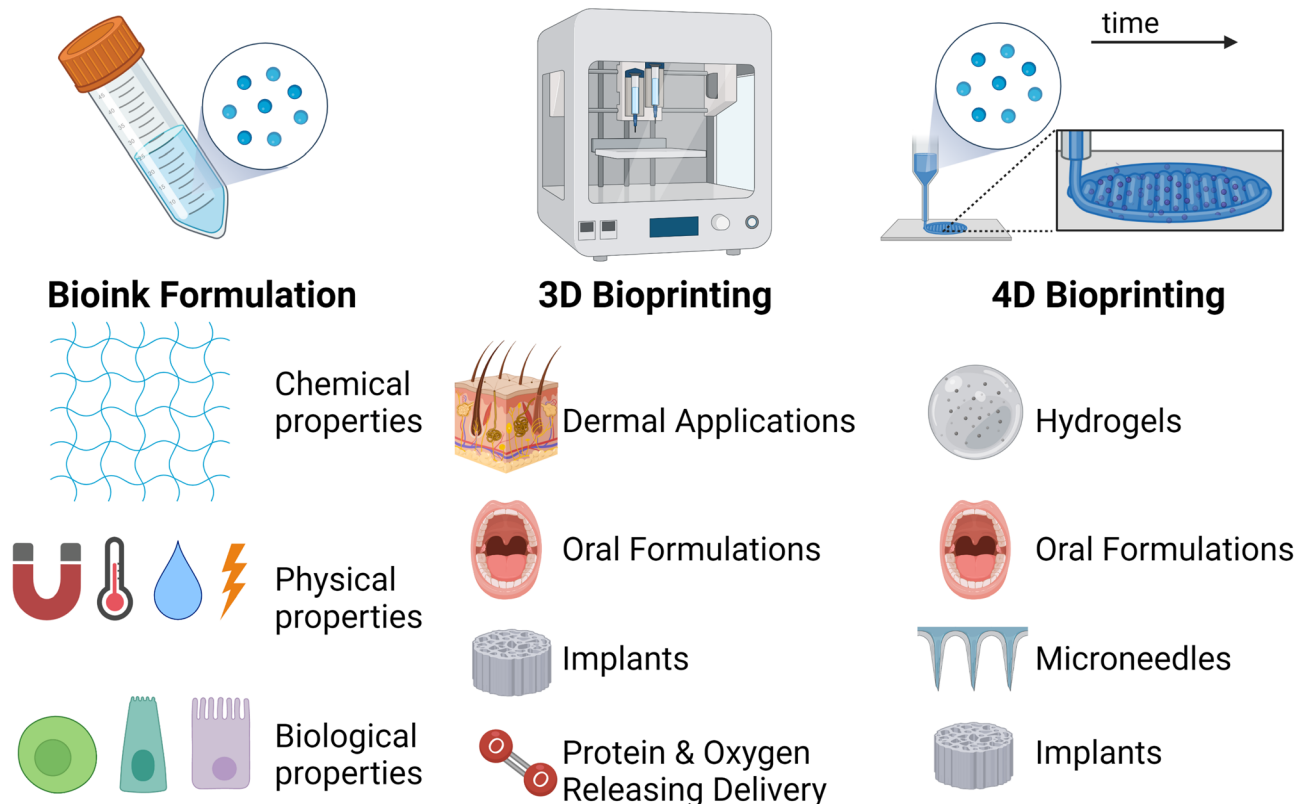 time
Bioink Formulation
Chemical
properties
Physical
properties
Biological
properties
3D Bioprinting
Dermal Applications
Oral Formulations
Implants
O
O
Protein & Oxygen
Releasing Delivery
4D Bioprinting
Hydrogels
Oral Formulations
Microneedles
Implants